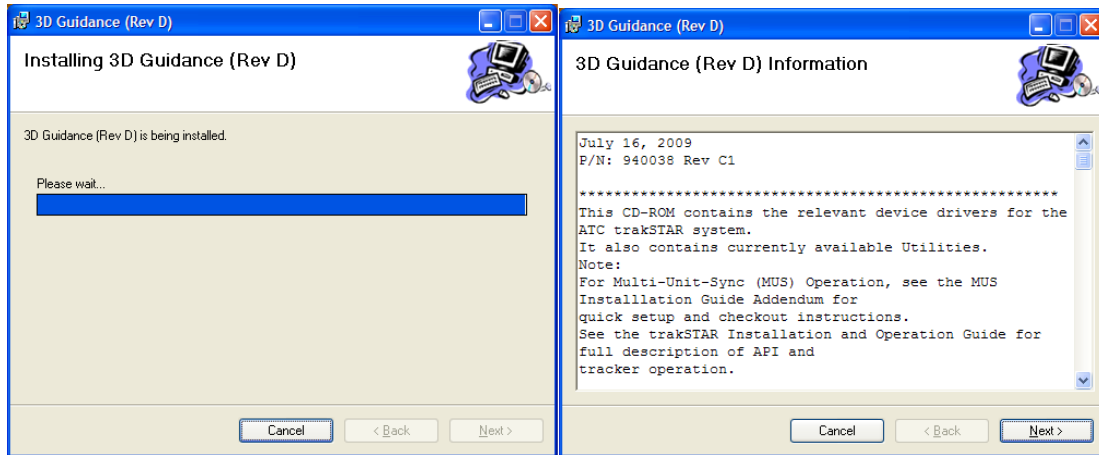 3D Guidance (Rev D)
Installing 3D Guidance (Rev D)
3D Guidance (Rev D) is being installed.
Please wait...
Cancel
< Back
Next >
3D Guidance (Rev D)
3D Guidance (Rev D) Information
July 16, 2009
P/N: 940038 Rev C1
*******************************************************
This CD-ROM contains the relevant device drivers for the
ATC trakSTAR system.
It also contains currently available Utilities.
Note:
For Multi-Unit-Sync (MUS) Operation, see the MUS
Installlation Guide Addendum for
quick setup and checkout instructions.
See the trakSTAR Installation and Operation Guide for
full description of API and
tracker operation.
Cancel
< Back
Next >